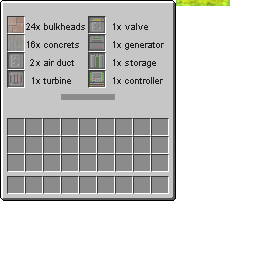 24x bulkheads 1x valve
16x concrets 1x generator
2x air duct 1x storage
1x turbine 1x controller